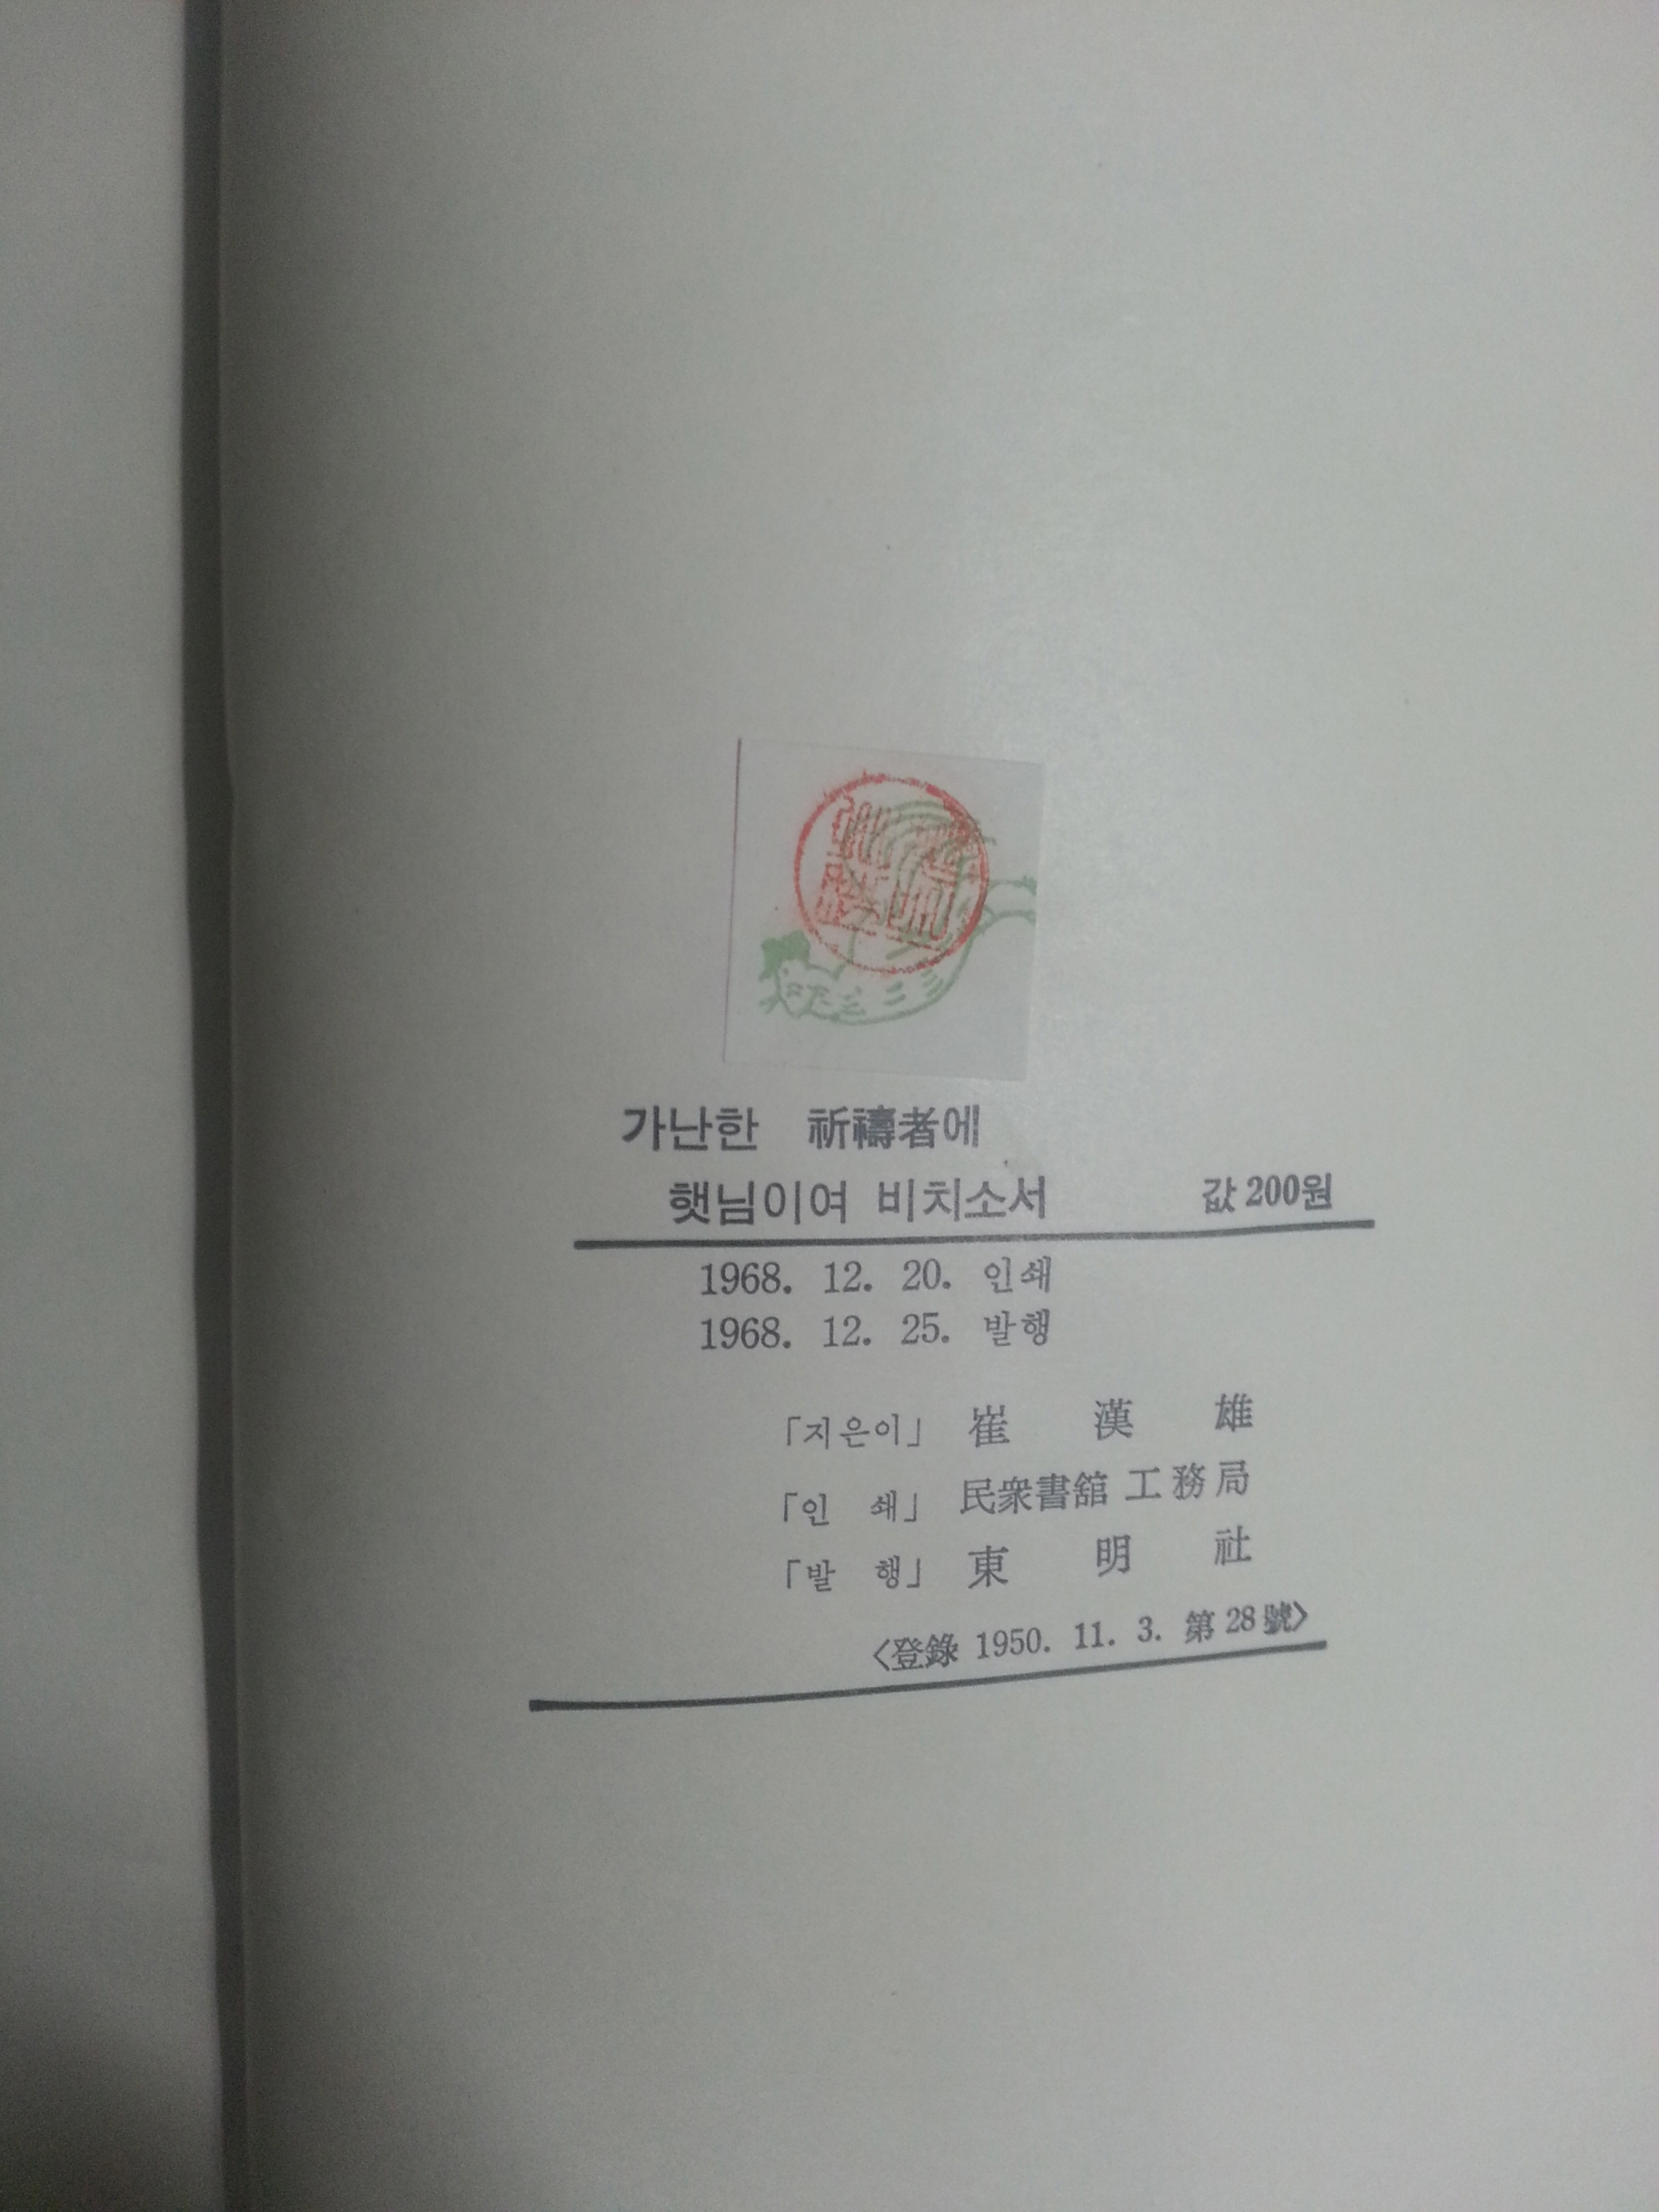 가난한 祈禱者에
햇님이여 비치소서 값 200원
1968. 12. 20. 인쇄
1968. 12. 25. 발행
「지은이」 崔漢雄
「인 쇄」 民衆書舘 工務局
「발 행」 東明社
〈登錄 1950. 11. 3. 第28號〉